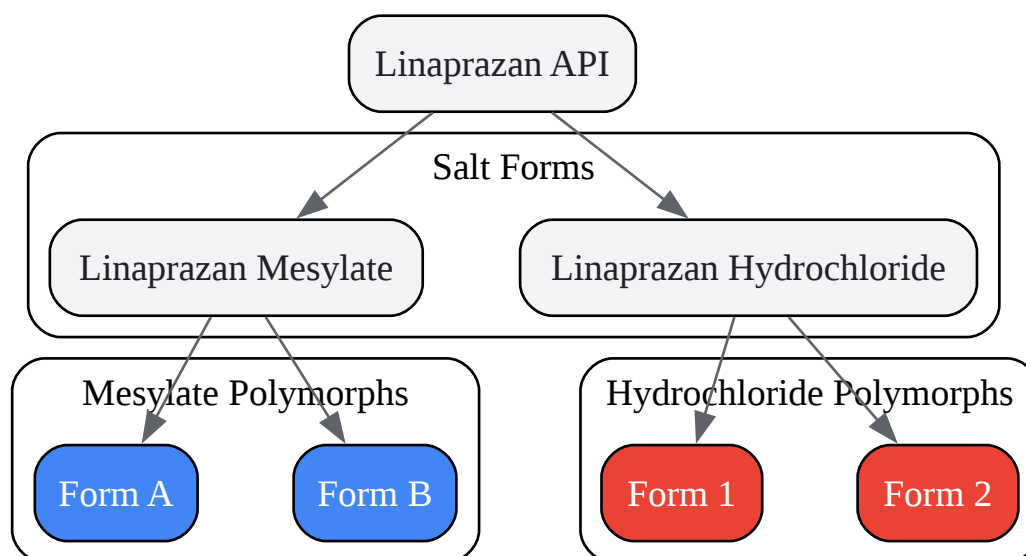 Linaprazan API
Salt Forms
Linaprazan Mesylate
Linaprazan Hydrochloride
Mesylate Polymorphs
Hydrochloride Polymorphs
Form A
Form B
Form 1
Form 2